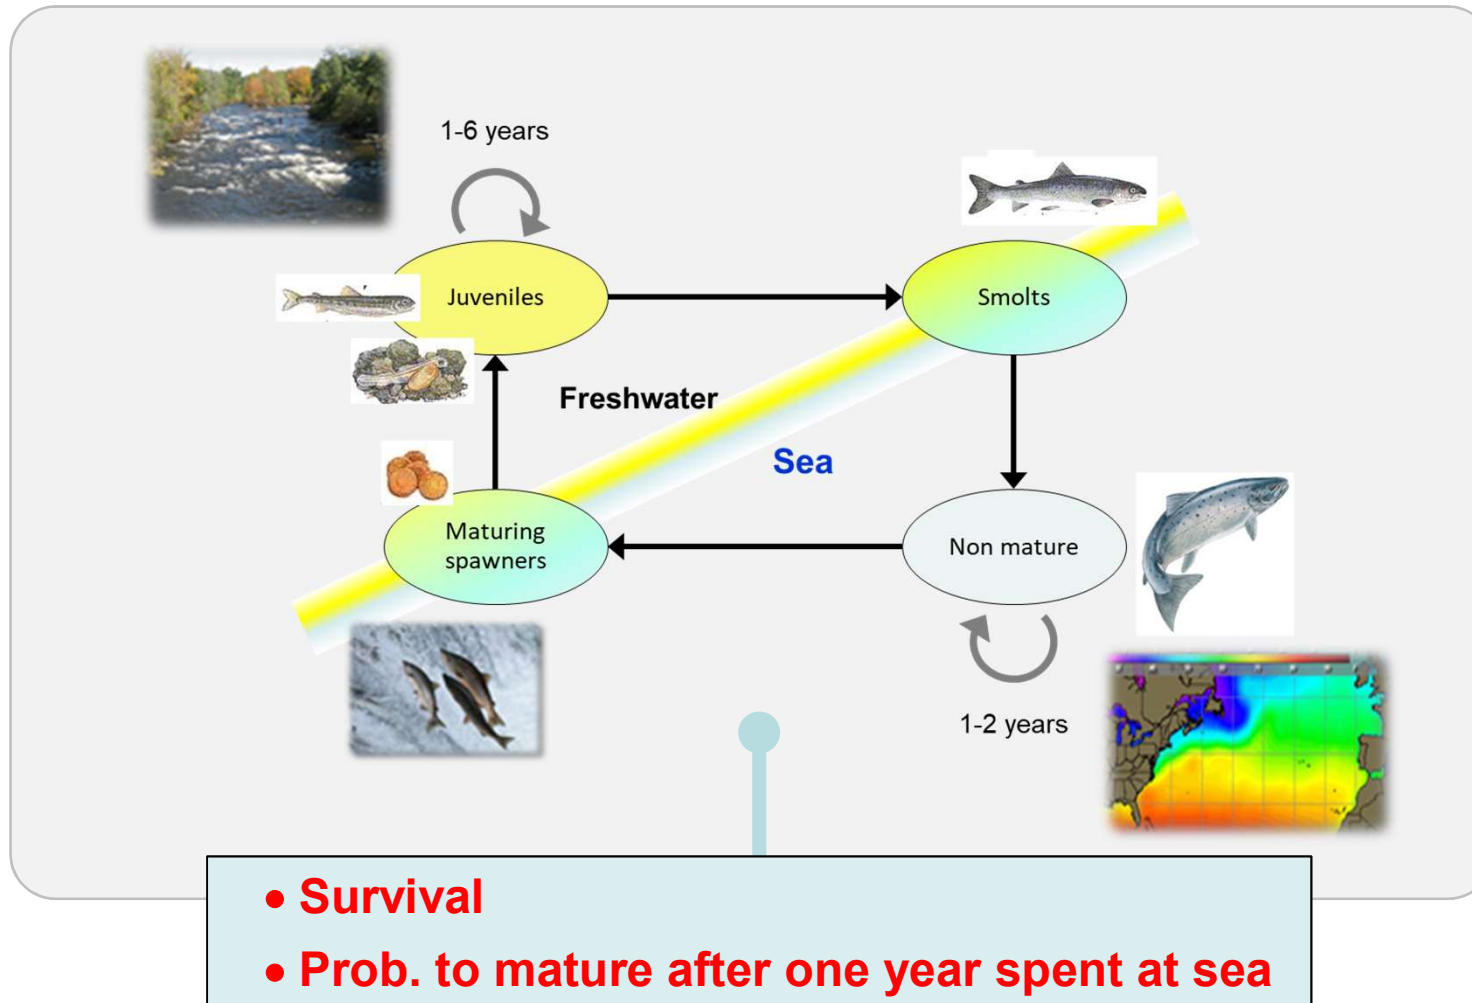 1-6 years
Juveniles
Smolts
Freshwater
Sea
Maturing
spawners
Non mature
1-2 years
• Survival
• Prob. to mature after one year spent at sea